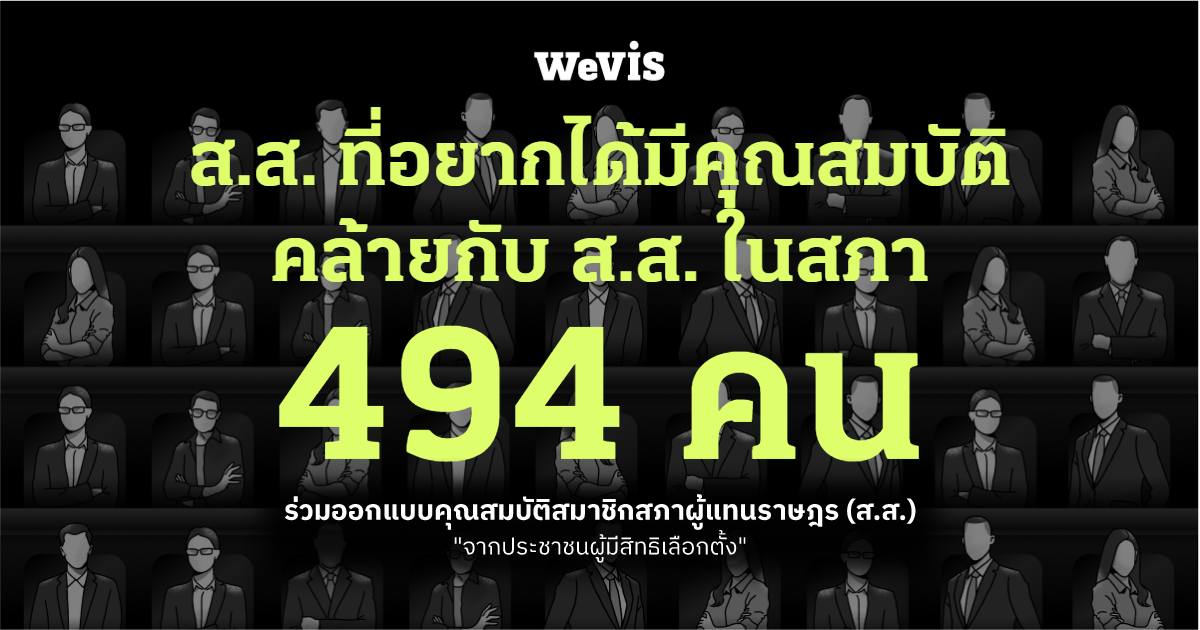 WeVIS
ส.ส. ที่อยากได้มีคุณสมบัติ
คล้ายกับ ส.ส. ในสภา
494 คน
ร่วมออกแบบคุณสมบัติสมาชิกสภาผู้แทนราษฎร (ส.ส.)
"จากประชาชนผู้มีสิทธิเลือกตั้ง"